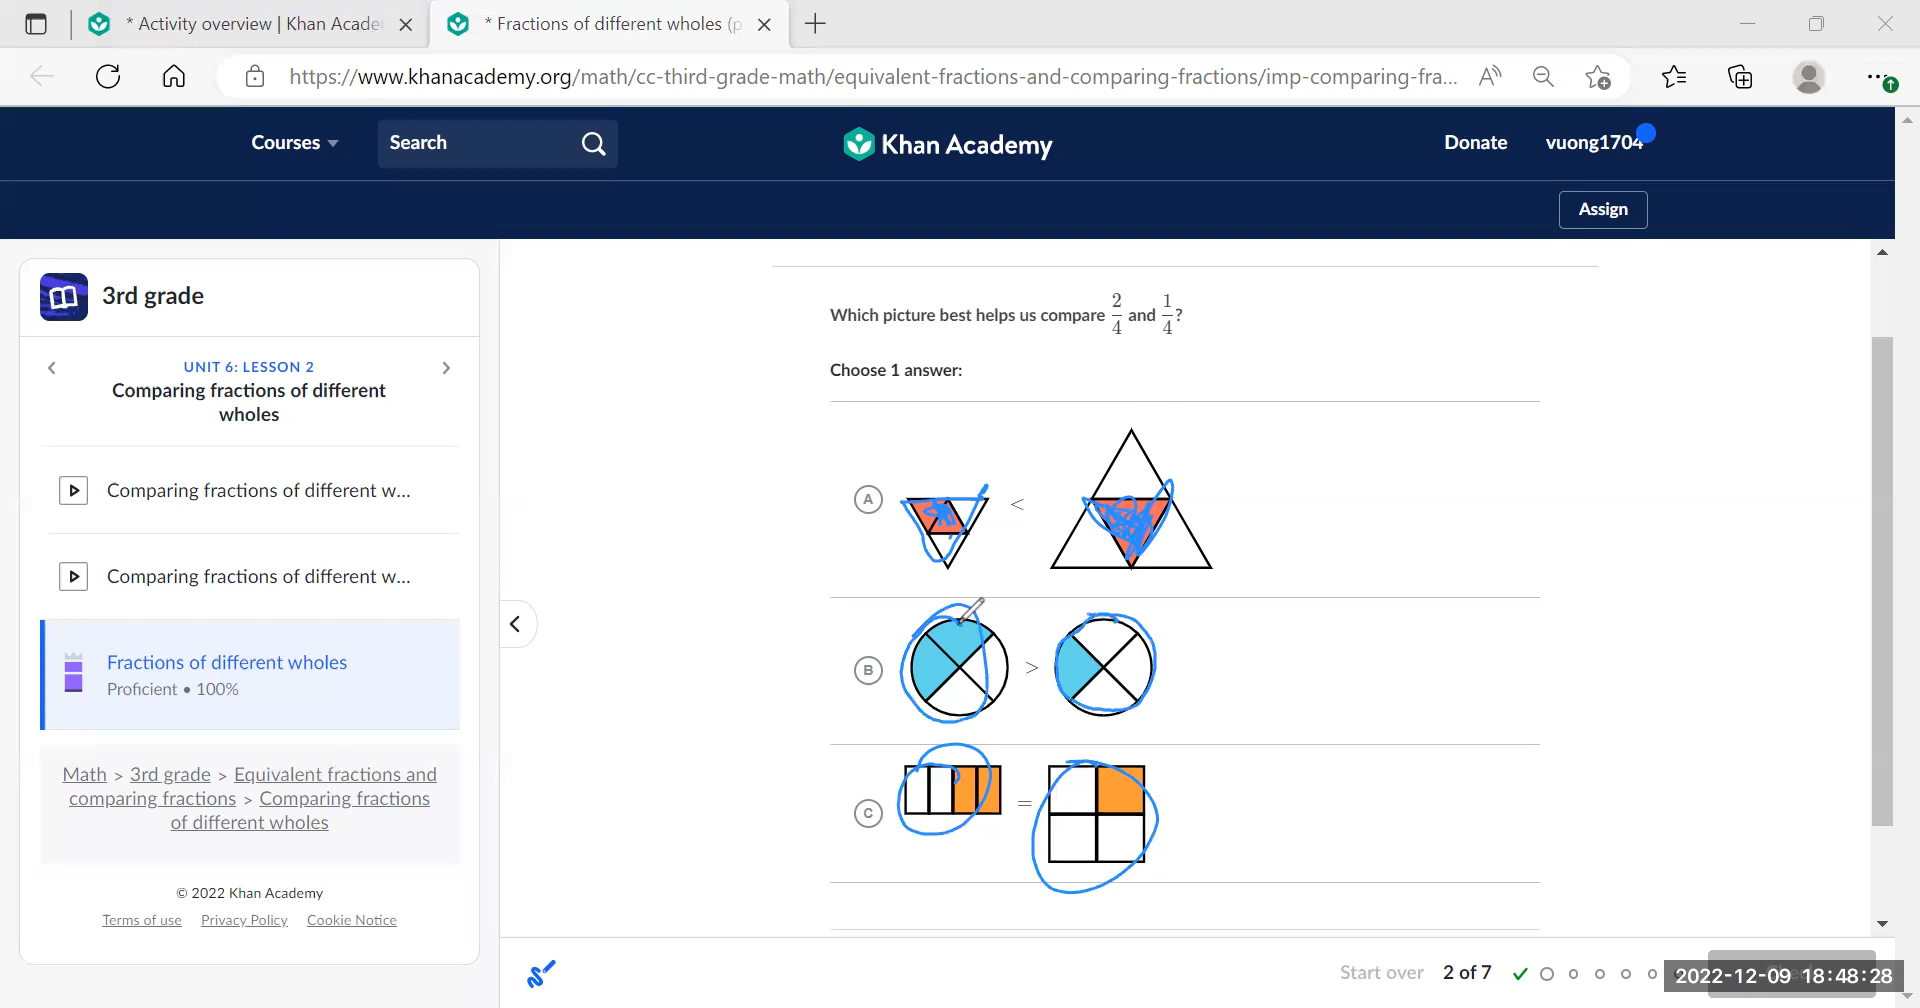 * Activity overview | Khan Acade
* Fractions of different wholes (p
https://www.khanacademy.org/math/cc-third-grade-math/equivalent-fractions-and-comparing-fractions/imp-comparing-fra...
Courses
Search
Khan Academy
Donate
vuong1704
Assign
3rd grade
UNIT 6: LESSON 2
Comparing fractions of different
wholes
Comparing fractions of different w...
Comparing fractions of different w...
Fractions of different wholes
Proficient • 100%
Math > 3rd grade > Equivalent fractions and
comparing fractions > Comparing fractions
of different wholes
© 2022 Khan Academy
Terms of use Privacy Policy Cookie Notice
Which picture best helps us compare 2/4 and 1/4?
Choose 1 answer:
A <
B >
C =
Start over 2 of 7
2022-12-09 18:48:28